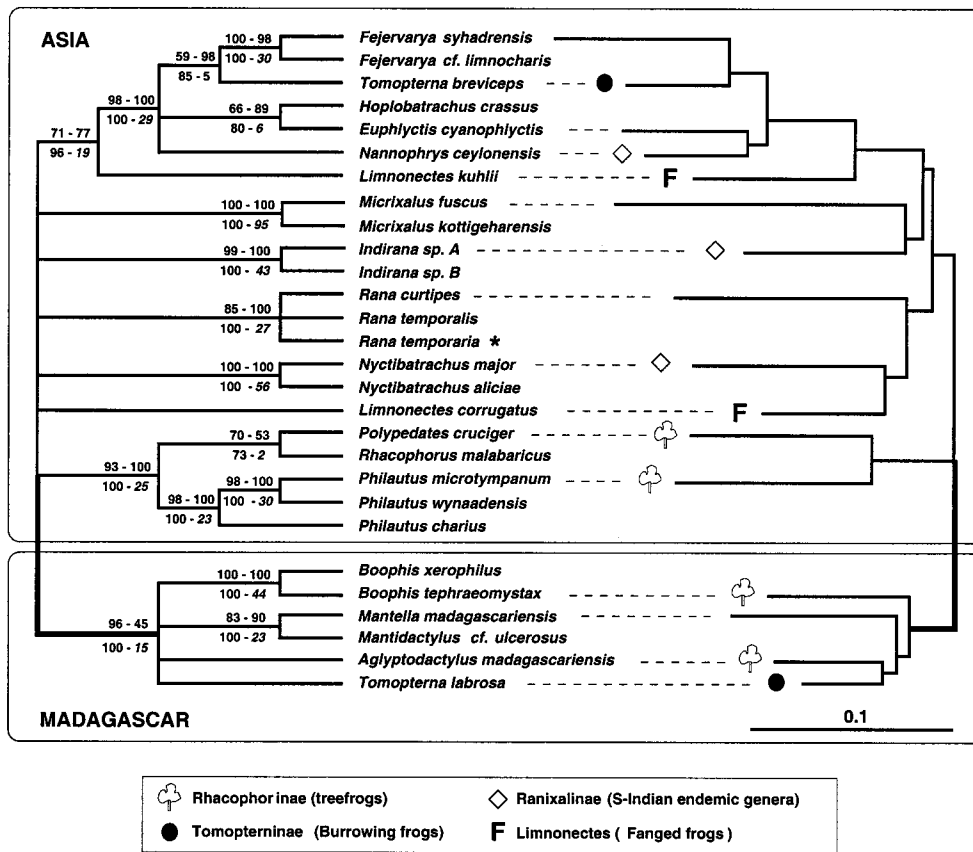 ASIA
100 - 98
100 - 30
59 - 98
85 - 5
98 - 100
100 - 29
66 - 89
80 - 6
71 - 77
96 - 19
100 - 100
100 - 95
99 - 100
100 - 43
85 - 100
100 - 27
100 - 100
100 - 56
70 - 53
73 - 2
93 - 100
100 - 25
98 - 100
100 - 30
98 - 100
100 - 23
Fejervarya syhadrensis
Fejervarya cf. limnocharis
Tomopterna breviceps
Hoplobatrachus crassus
Euphlyctis cyanophlyctis
Nannophrys ceylonensis
Limnonectes kuhlii F
Micrixalus fuscus
Micrixalus kottigeharensis
Indirana sp. A
Indirana sp. B
Rana curtipes
Rana temporalis
Rana temporaria *
Nyctibatrachus major
Nyctibatrachus aliciae
Limnonectes corrugatus F
Polypedates cruciger
Rhacophorus malabaricus
Philautus microtympanum
Philautus wynaadensis
Philautus charius
100 - 100
100 - 44
83 - 90
100 - 23
96 - 45
100 - 15
Boophis xerophilus
Boophis tephraeomystax
Mantella madagascariensis
Mantidactylus cf. ulcerosus
Aglyptodactylus madagascariensis
Tomopterna labrosa
MADAGASCAR
0.1
Rhacophorinae (treefrogs)
Ranixalinae (S-Indian endemic genera)
Tomopterninae (Burrowing frogs)
F Limnonectes ( Fanged frogs )